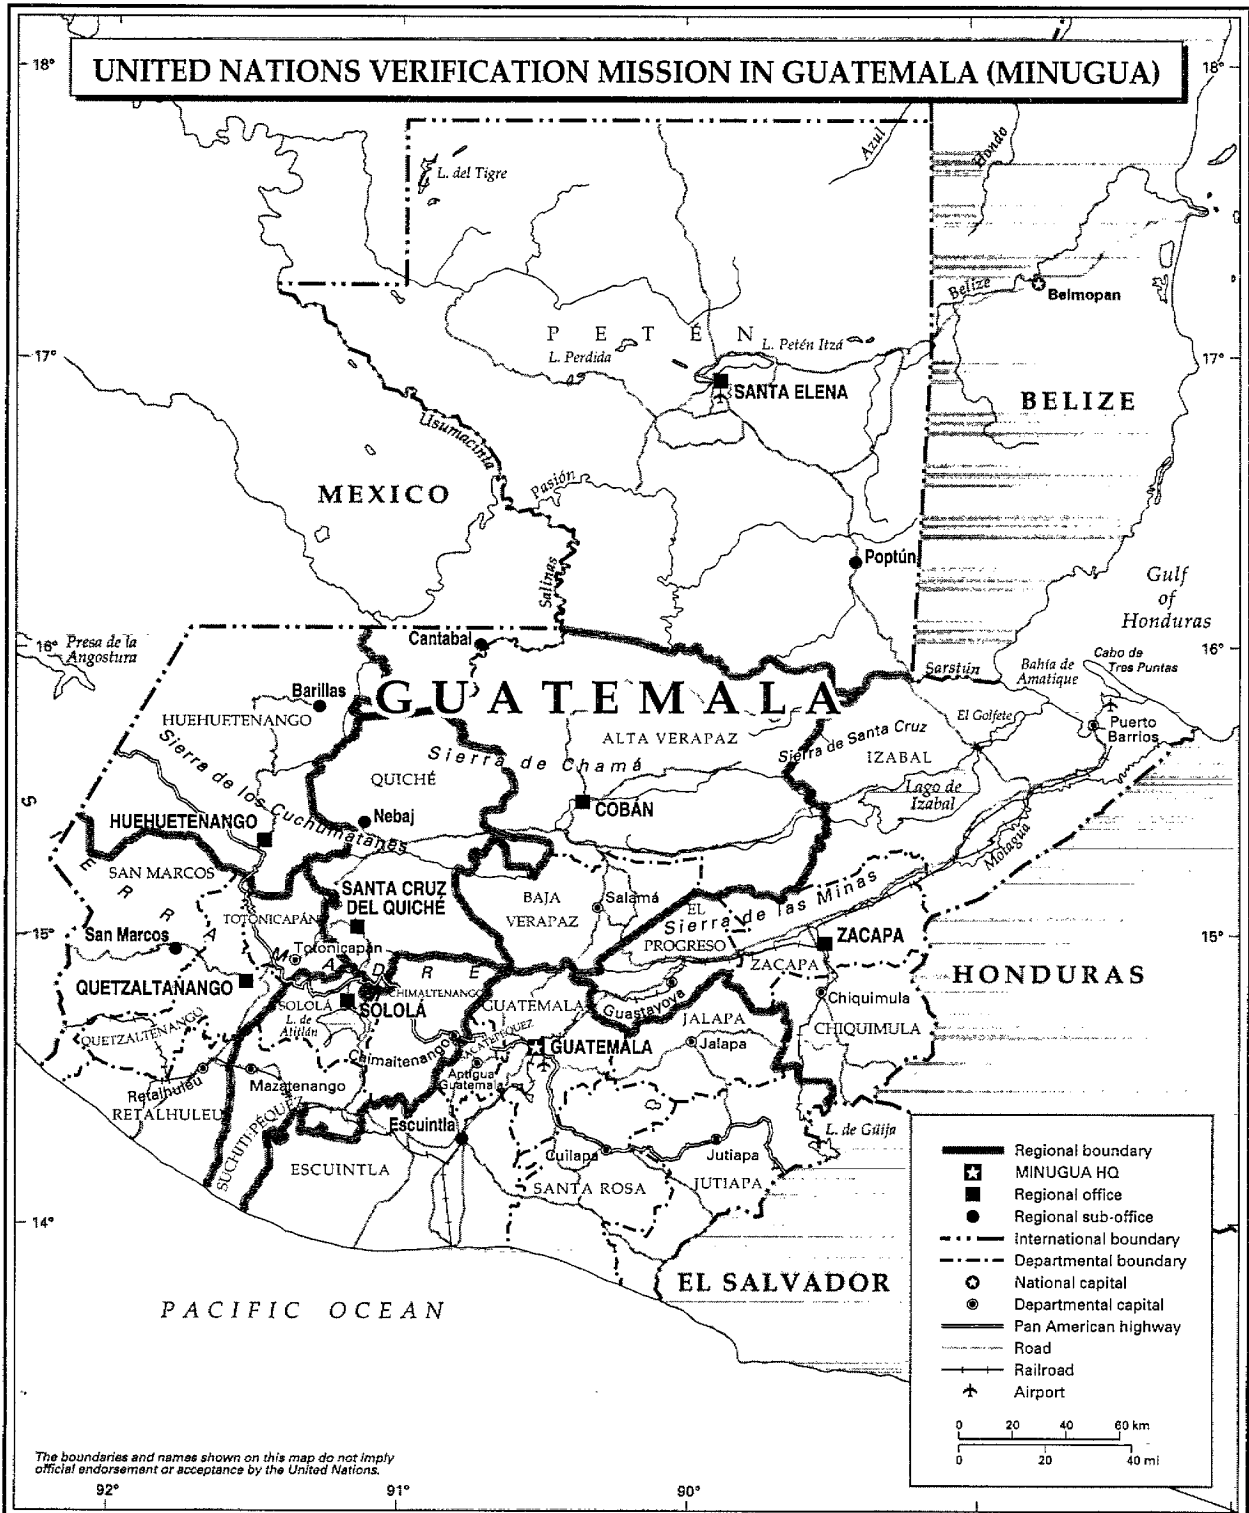 UNITED NATIONS VERIFICATION MISSION IN GUATEMALA (MINUGUA)
18°
18°
Azul
Hondo
L. del Tigre
Belize
Belmopan
PETÉN
L. Perdida
L. Petén Itzá
17°
17°
SANTA ELENA
BELIZE
Usumacinta
MEXICO
Pasión
Salinas
Poptún
Gulf
of
Honduras
Presa de la
Angostura
16°
16°
Cantabal
Sarstún
Bahía de
Amatique
Cabo de
Tres Puntas
Barillas
GUATEMALA
HUEHUETENANGO
ALTA VERAPAZ
Sierra de Santa Cruz
El Golfete
Puerto
Barrios
IZABAL
Sierra de Chamá
QUICHÉ
Sierra de los Cuchumatanes
Lago de
Izabal
COBÁN
Nebaj
HUEHUETENANGO
Motagua
SAN MARCOS
SIERRA MADRE
SANTA CRUZ
DEL QUICHÉ
BAJA
VERAPAZ
Salamá
Sierra de las Minas
EL
PROGRESO
TOTONICAPÁN
San Marcos
Totonicapán
15°
15°
ZACAPA
ZACAPA
HONDURAS
QUETZALTANANGO
CHIMALTENANGO
GUATEMALA
Guastayoya
Chiquimula
SOLOLÁ
SOLOLÁ
L. de
Atitlán
JALAPA
CHIQUIMULA
QUETZALTENANGO
Chimaltenango
SACATEPÉQUEZ
GUATEMALA
Jalapa
Antigua
Guatemala
Retalhuleu
Mazatenango
RETALHULEU
SUCHITEPÉQUEZ
Escuintla
L. de Güija
ESCUINTLA
Cuilapa
Jutiapa
SANTA ROSA
JUTIAPA
14°
EL SALVADOR
PACIFIC OCEAN
Regional boundary
MINUGUA HQ
Regional office
Regional sub-office
International boundary
Departmental boundary
National capital
Departmental capital
Pan American highway
Road
Railroad
Airport
0 20 40 60 km
0 20 40 mi
The boundaries and names shown on this map do not imply
official endorsement or acceptance by the United Nations.
92°
91°
90°